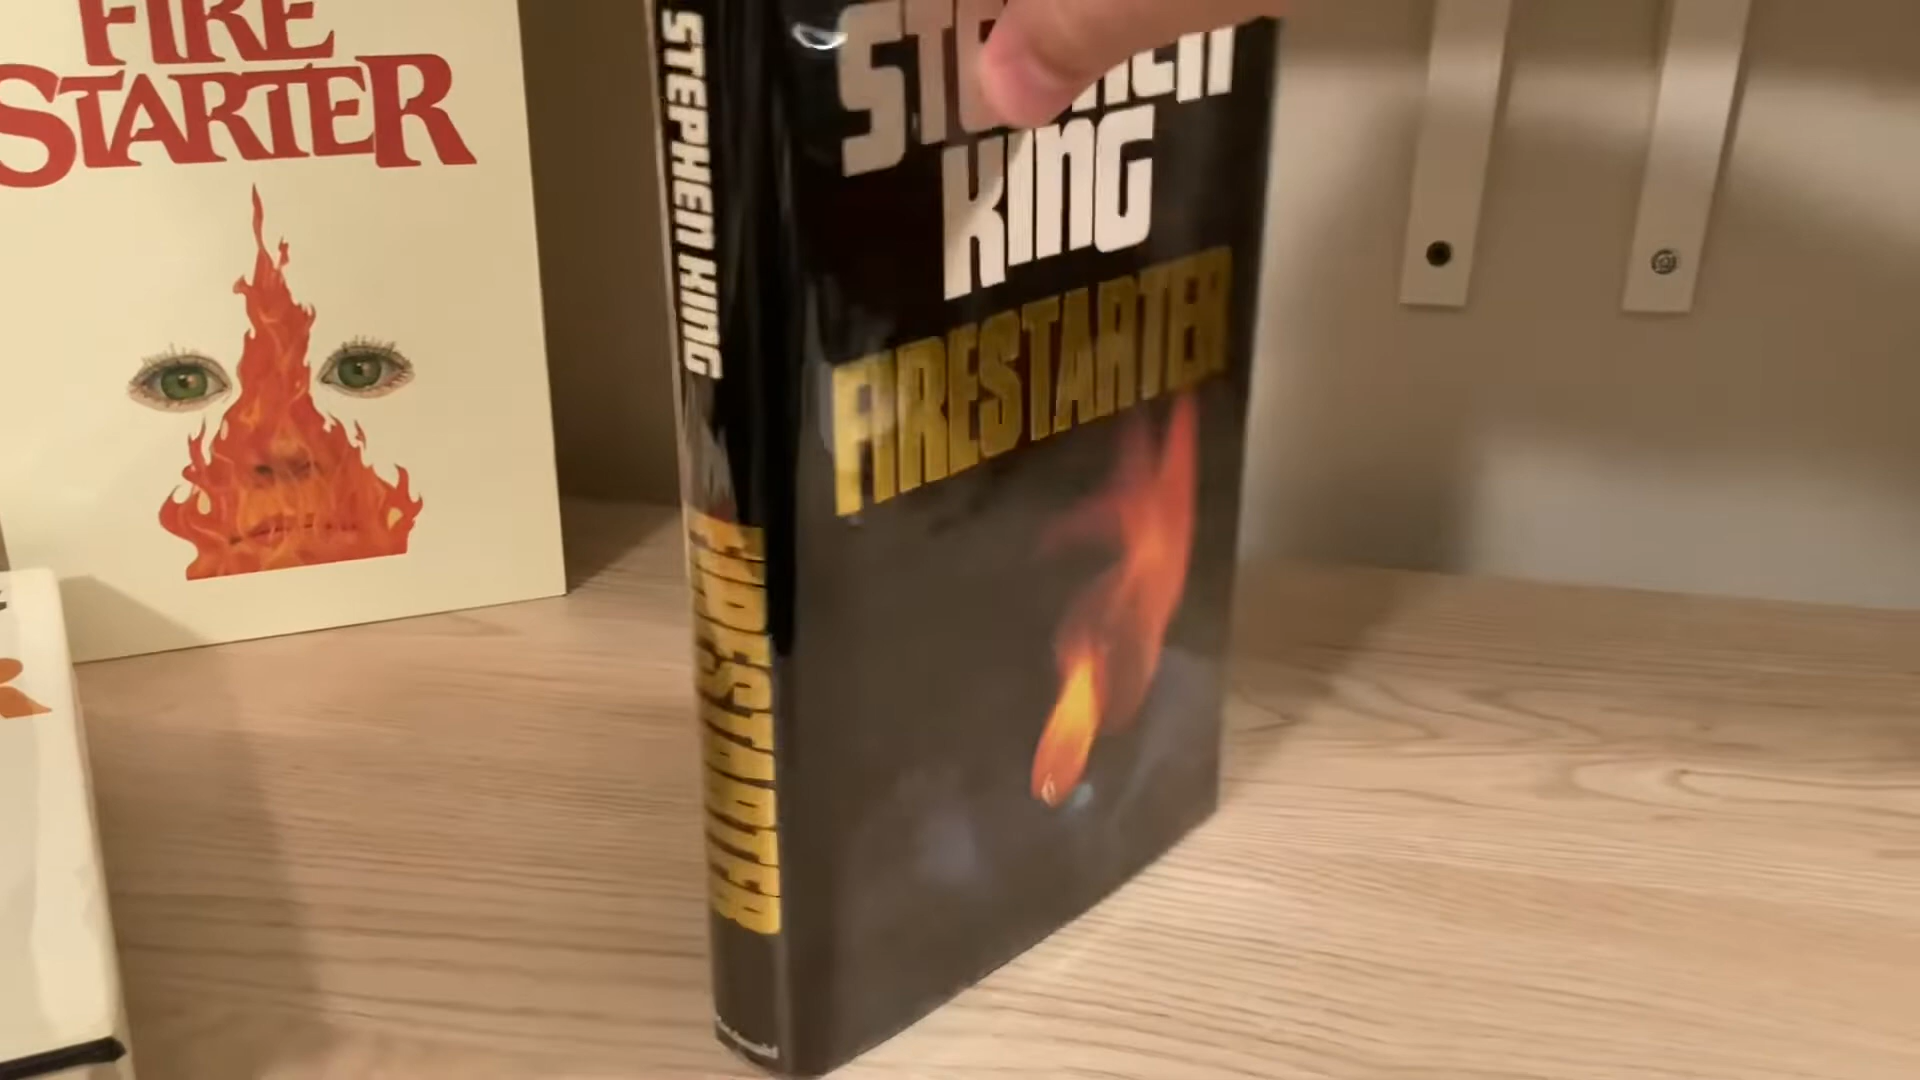 FIRE
STARTER
STEPHEN KING
FIRESTARTER
KING
FIRESTARTER